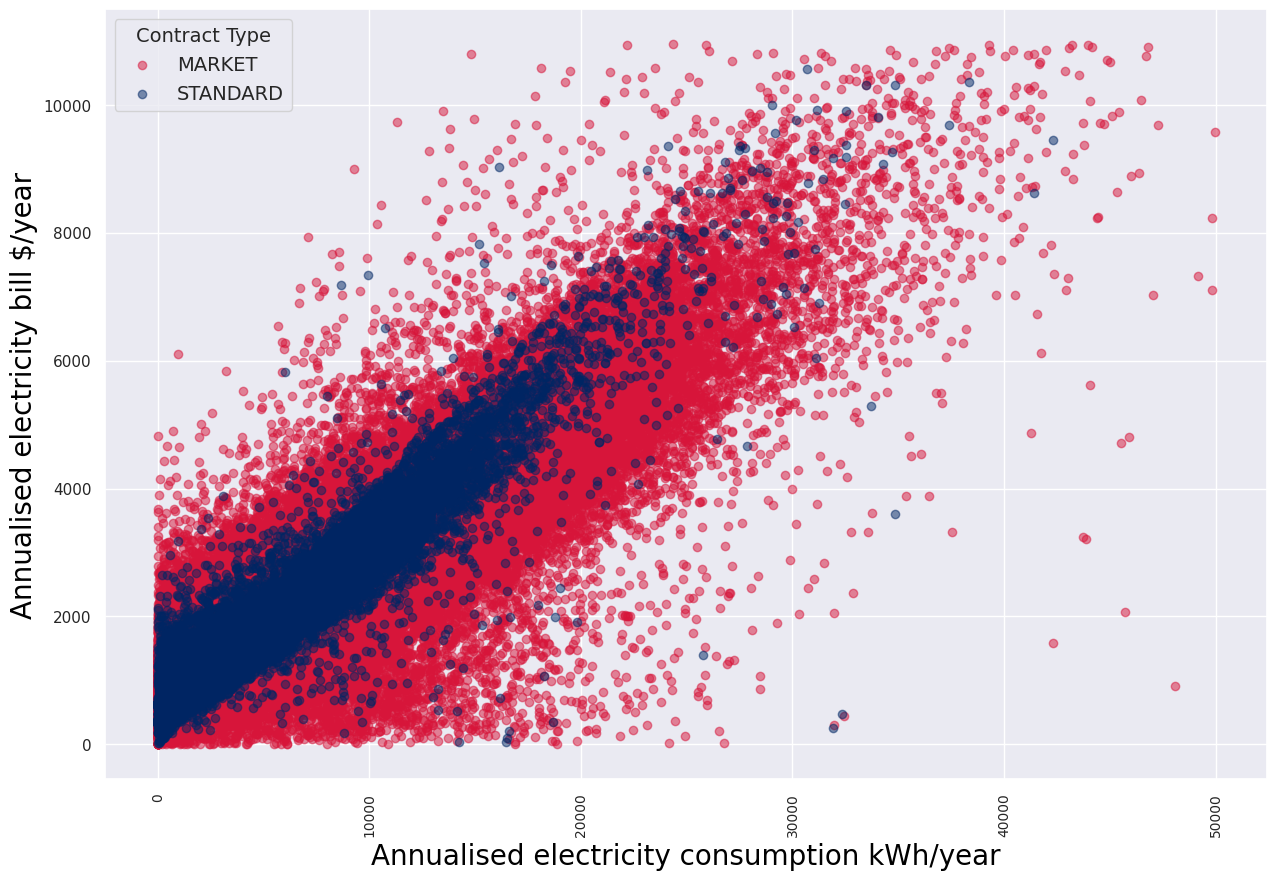 Contract Type
MARKET
STANDARD
Annualised electricity bill $/year
10000
8000
6000
4000
2000
0
0
10000
20000
30000
40000
50000
Annualised electricity consumption kWh/year